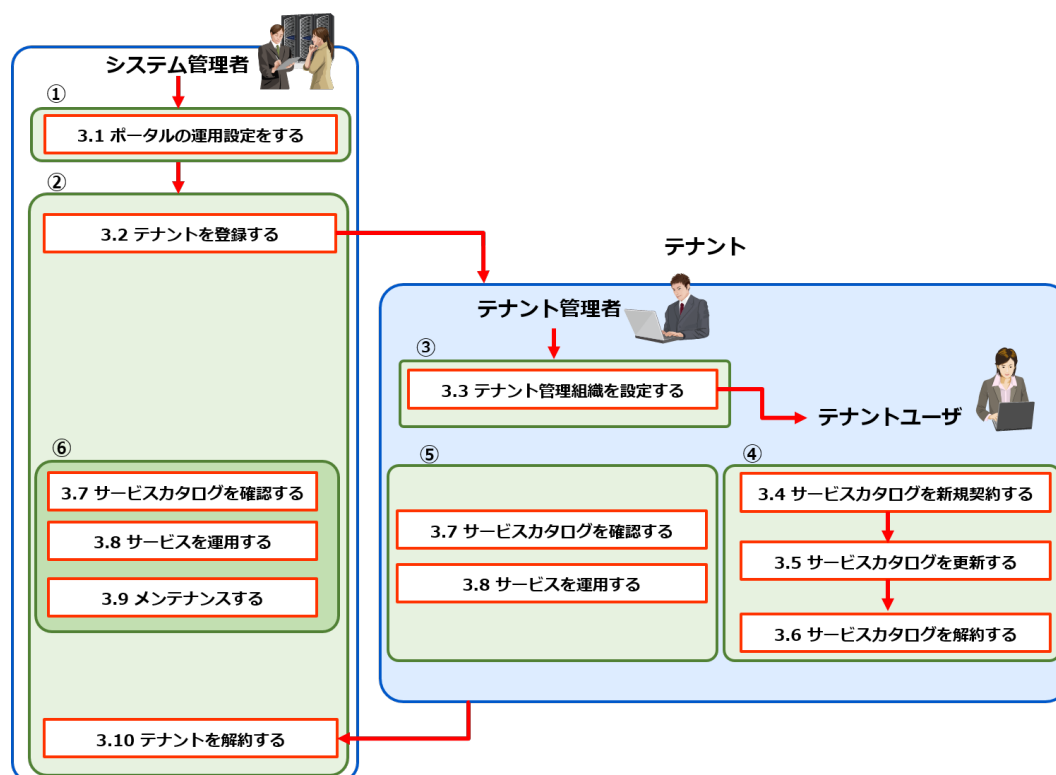 システム管理者
①
3.1 ポータルの運用設定をする
②
3.2 テナントを登録する
テナント
テナント管理者
③
3.3 テナント管理組織を設定する
テナントユーザ
⑥
3.7 サービスカタログを確認する
3.8 サービスを運用する
3.9 メンテナンスする
⑤
3.7 サービスカタログを確認する
3.8 サービスを運用する
④
3.4 サービスカタログを新規契約する
3.5 サービスカタログを更新する
3.6 サービスカタログを解約する
3.10 テナントを解約する